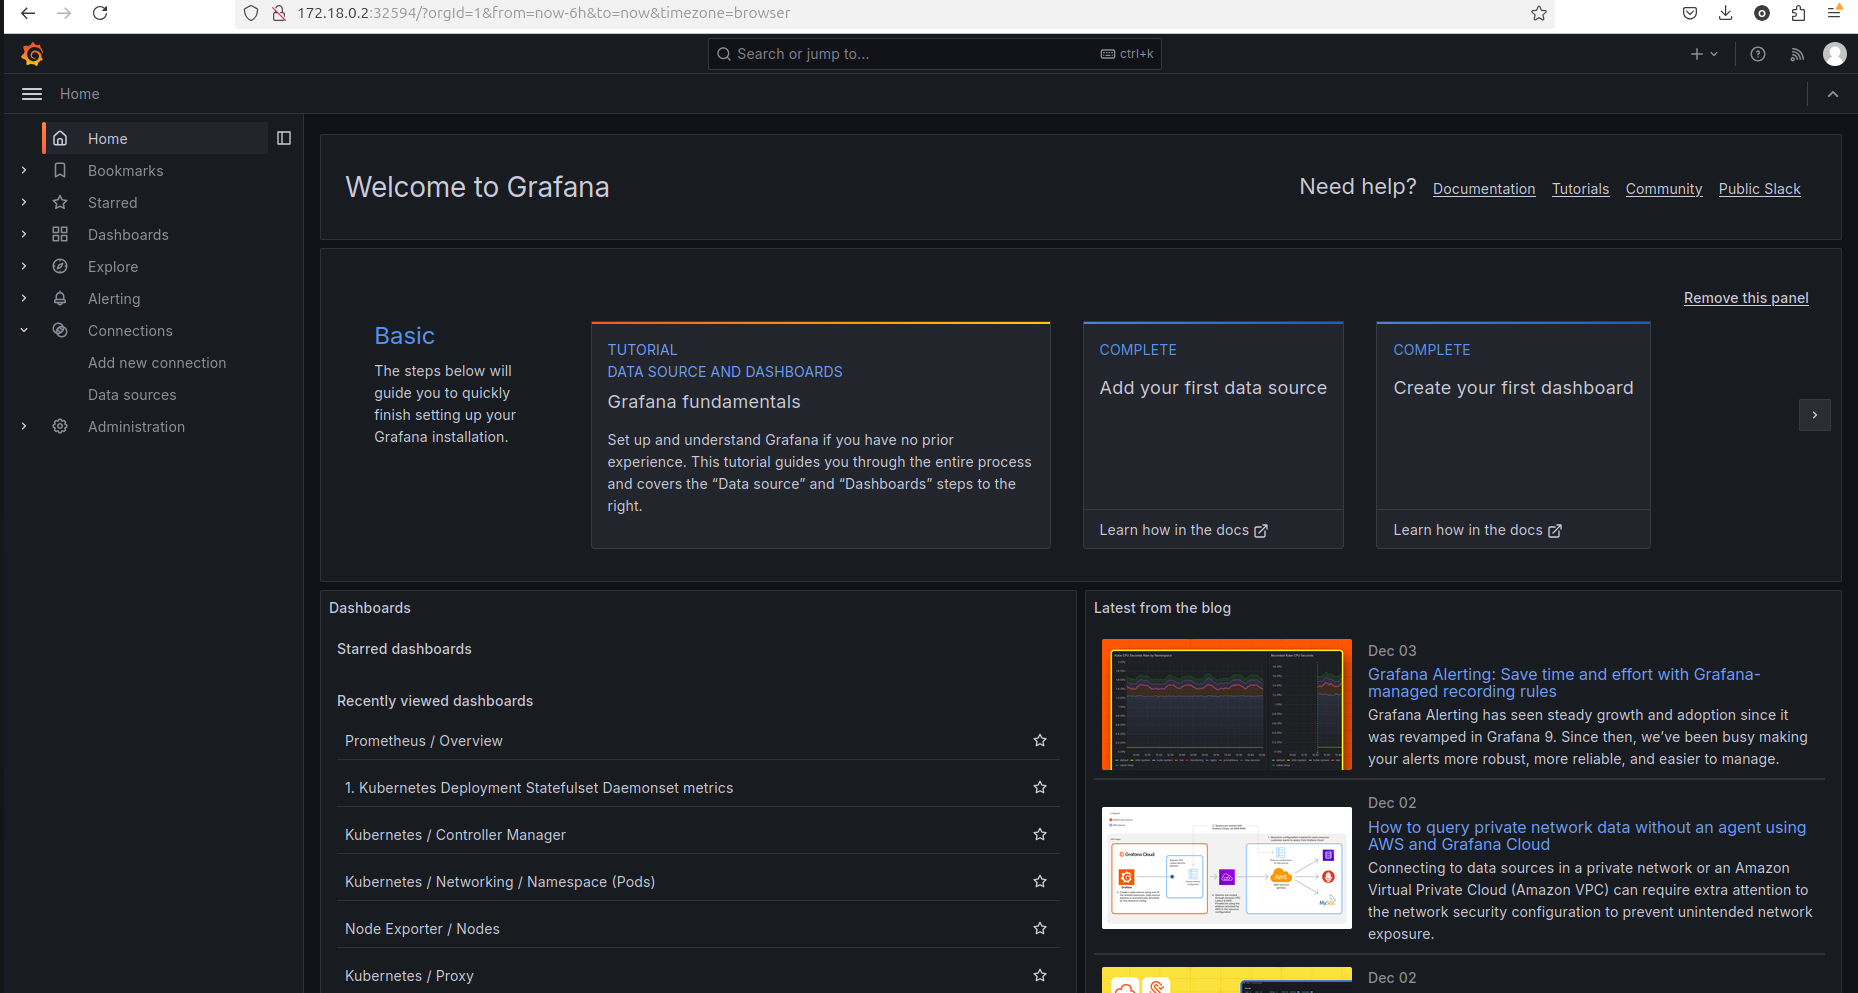 172.18.0.2:32594/?orgId=1&from=now-6h&to=now&timezone=browser
Search or jump to...
ctrl+k
Home
Home
Bookmarks
Starred
Dashboards
Explore
Alerting
Connections
Add new connection
Data sources
Administration
Welcome to Grafana
Need help?
Documentation
Tutorials
Community
Public Slack
Remove this panel
Basic
The steps below will
guide you to quickly
finish setting up your
Grafana installation.
TUTORIAL
DATA SOURCE AND DASHBOARDS
Grafana fundamentals
Set up and understand Grafana if you have no prior
experience. This tutorial guides you through the entire process
and covers the “Data source” and “Dashboards” steps to the
right.
COMPLETE
Add your first data source
Learn how in the docs
COMPLETE
Create your first dashboard
Learn how in the docs
Dashboards
Starred dashboards
Recently viewed dashboards
Prometheus / Overview
1. Kubernetes Deployment Statefulset Daemonset metrics
Kubernetes / Controller Manager
Kubernetes / Networking / Namespace (Pods)
Node Exporter / Nodes
Kubernetes / Proxy
Latest from the blog
Dec 03
Grafana Alerting: Save time and effort with Grafana-
managed recording rules
Grafana Alerting has seen steady growth and adoption since it
was revamped in Grafana 9. Since then, we’ve been busy making
your alerts more robust, more reliable, and easier to manage.
Grafana Cloud
AWS
MySQL
Dec 02
How to query private network data without an agent using
AWS and Grafana Cloud
Connecting to data sources in a private network or an Amazon
Virtual Private Cloud (Amazon VPC) can require extra attention to
the network security configuration to prevent unintended network
exposure.
Dec 02